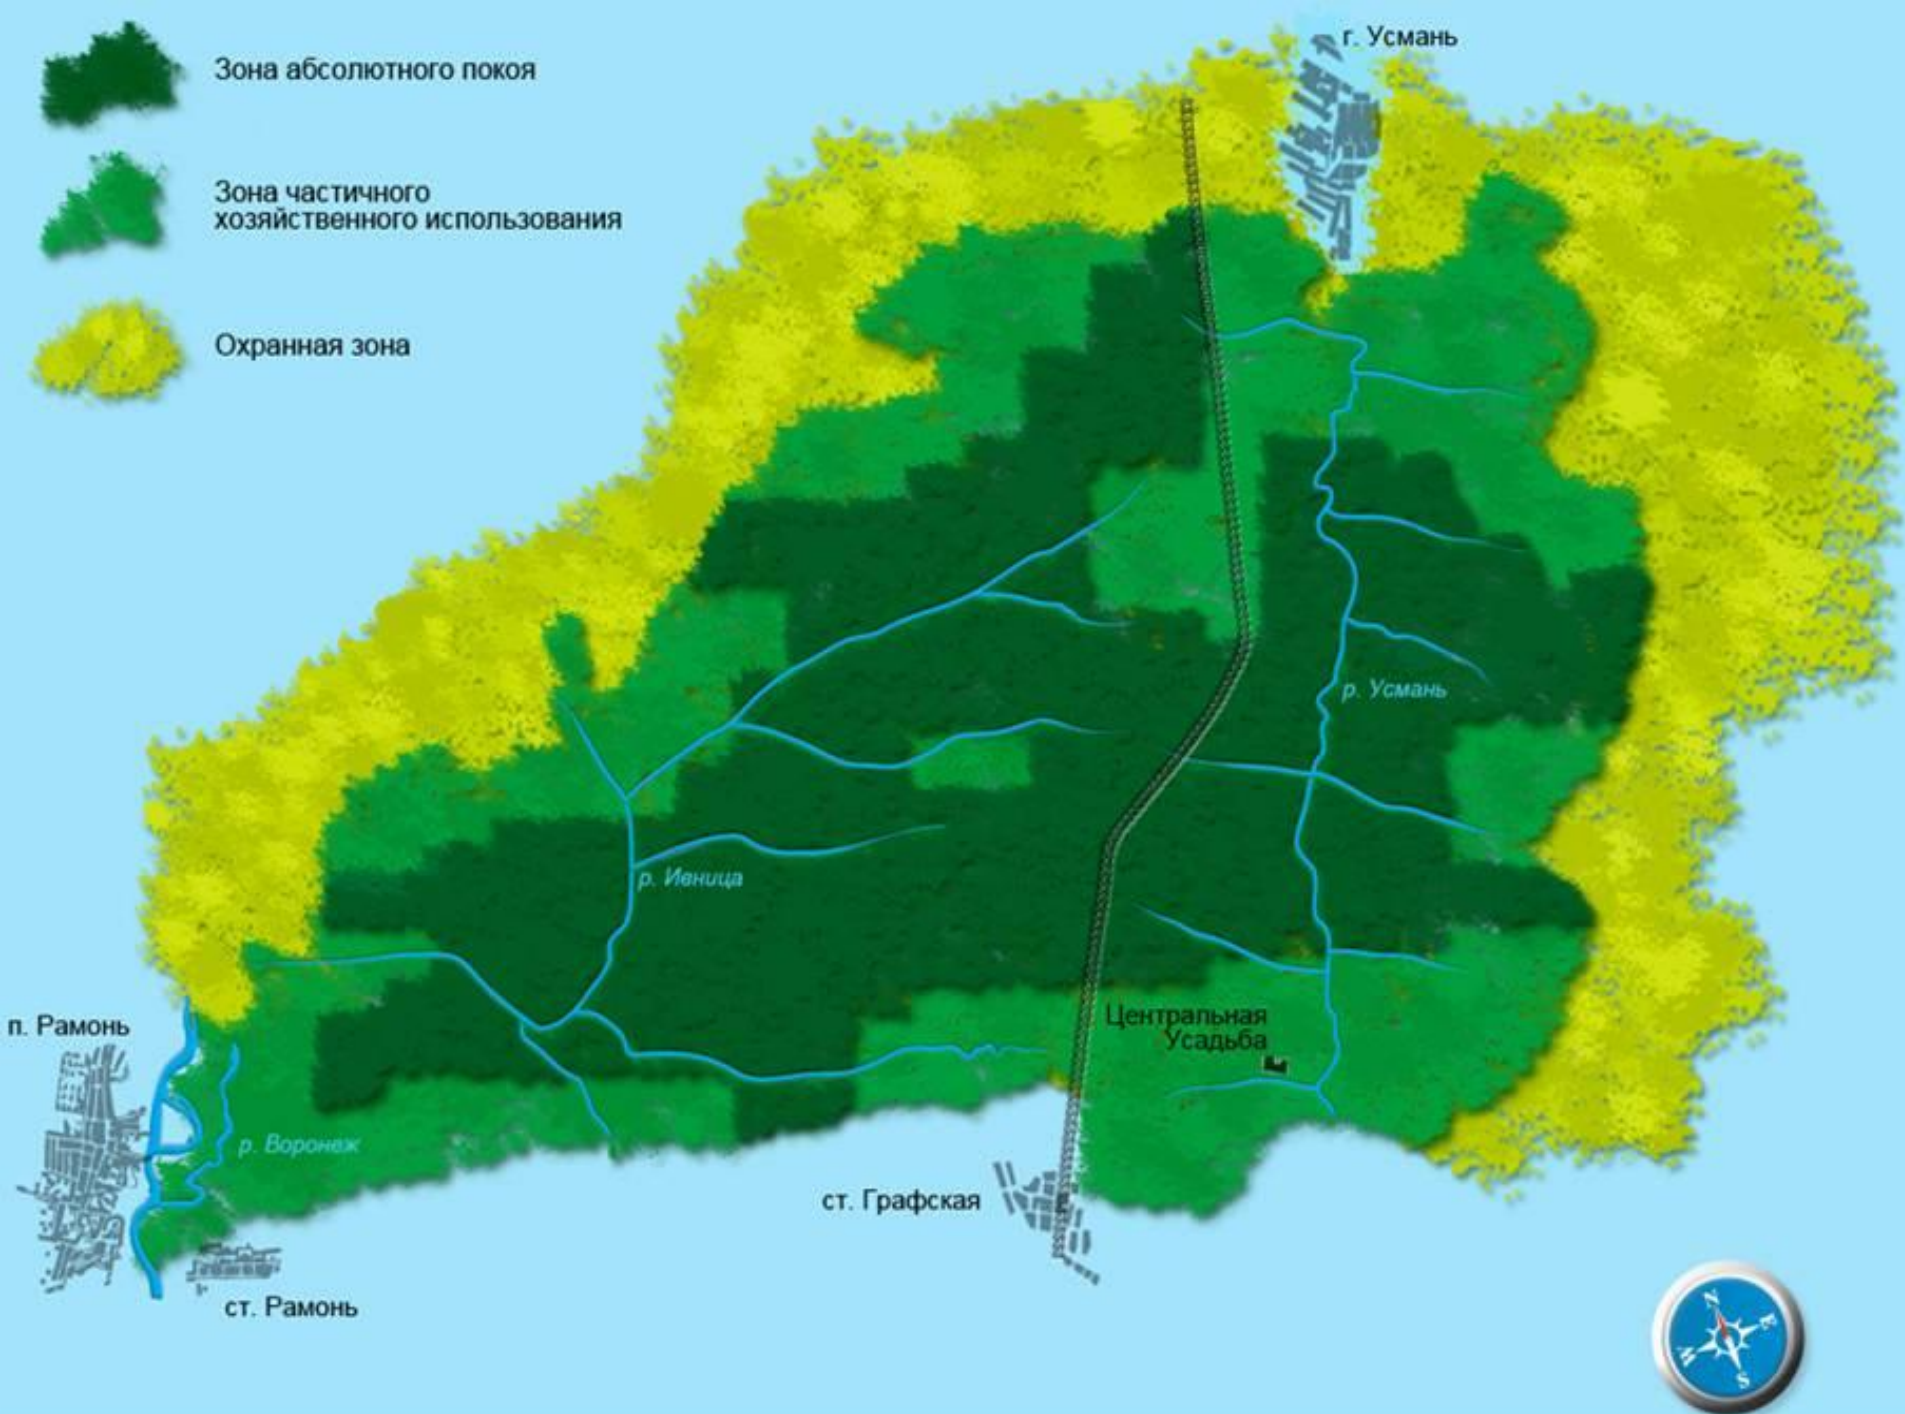 г. Усмань
Зона абсолютного покоя
Зона частичного
хозяйственного использования
Охранная зона
р. Усмань
р. Ивница
Центральная
Усадьба
п. Рамонь
р. Воронеж
ст. Графская
ст. Рамонь
N
E
W
S